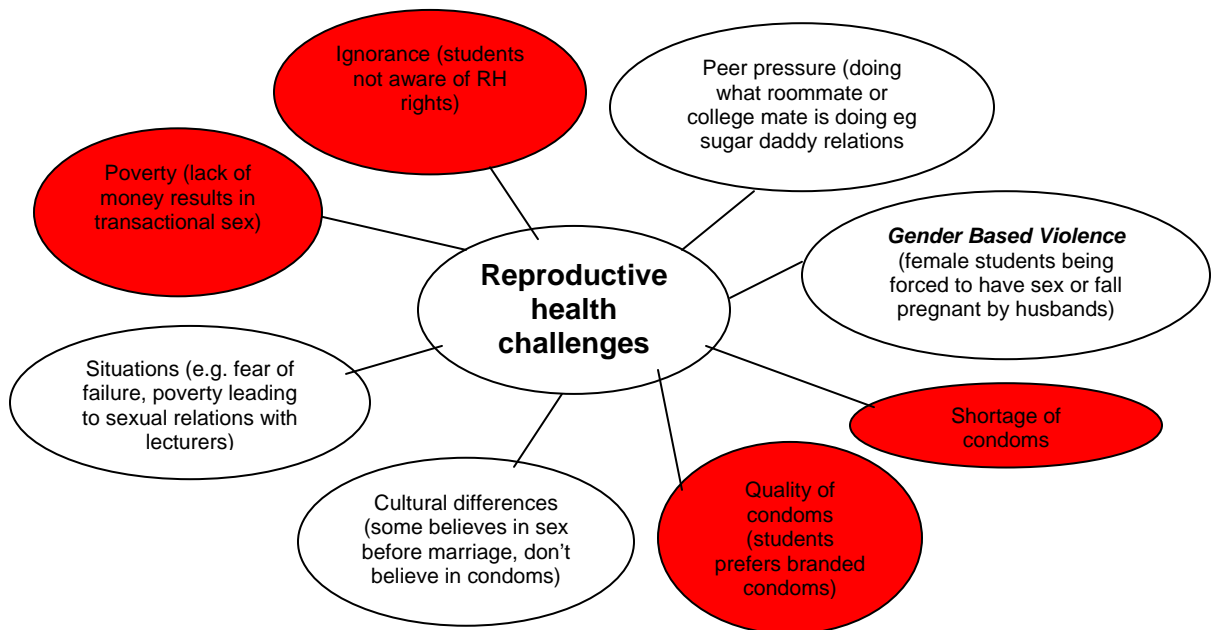 Ignorance (students
not aware of RH
rights)
Peer pressure (doing
what roommate or
college mate is doing eg
sugar daddy relations
Poverty (lack of
money results in
transactional sex)
Gender Based Violence
(female students being
forced to have sex or fall
pregnant by husbands)
Reproductive
health
challenges
Situations (e.g. fear of
failure, poverty leading
to sexual relations with
lecturers)
Shortage of
condoms
Cultural differences
(some believes in sex
before marriage, don’t
believe in condoms)
Quality of
condoms
(students
prefers branded
condoms)